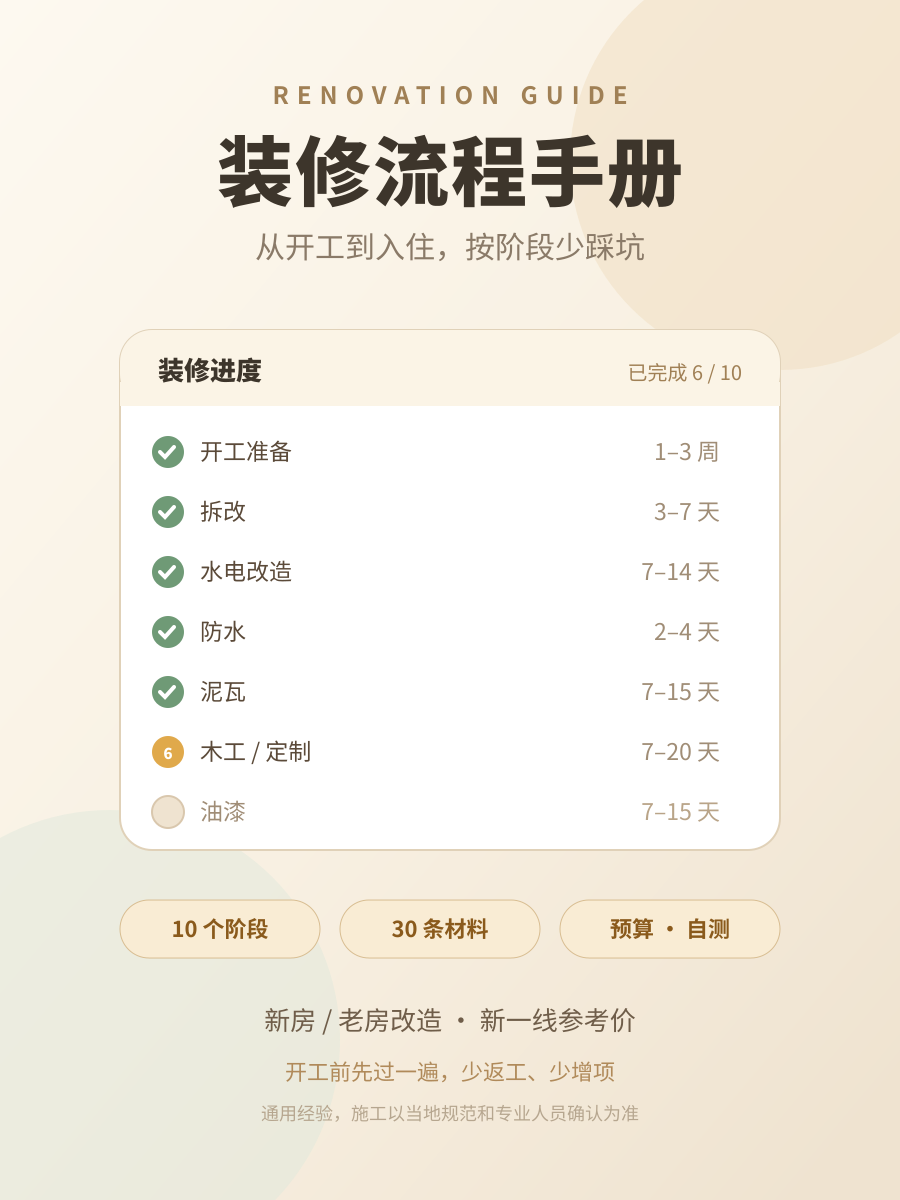 RENOVATION GUIDE
装修流程手册
从开工到入住，按阶段少踩坑
装修进度 已完成 6 / 10
开工准备 1–3 周
拆改 3–7 天
水电改造 7–14 天
防水 2–4 天
泥瓦 7–15 天
6 木工 / 定制 7–20 天
油漆 7–15 天
10 个阶段 30 条材料 预算 · 自测
新房 / 老房改造 · 新一线参考价
开工前先过一遍，少返工、少增项
通用经验，施工以当地规范和专业人员确认为准